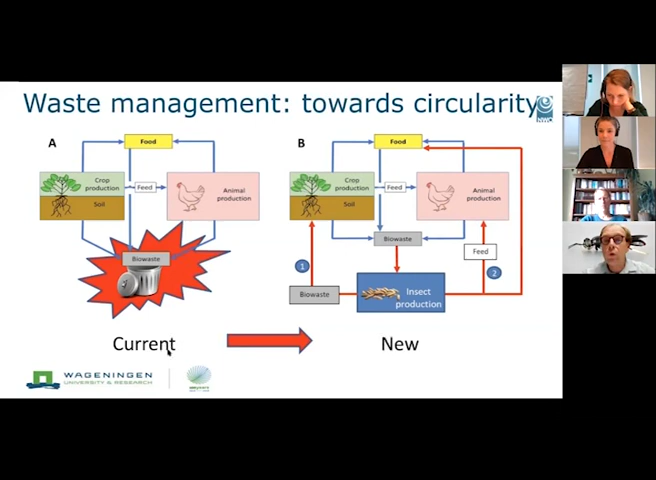 Waste management: towards circularity
NWO
A
Food
Crop
production
Feed
Animal
production
Soil
Biowaste
Current
B
Food
Crop
production
Feed
Animal
production
Soil
Biowaste
Feed
1
2
Biowaste
Insect
production
New
WAGENINGEN
UNIVERSITY & RESEARCH